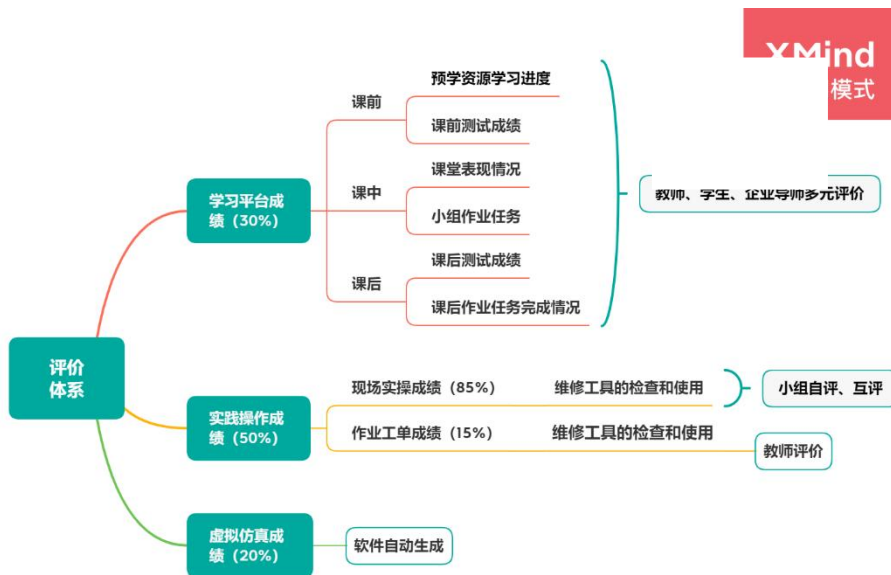 XMind
模式
预学资源学习进度
课前
课前测试成绩
课堂表现情况
学习平台成
绩（30%）
课中
教师、学生、企业导师多元评价
小组作业任务
课后测试成绩
课后
课后作业任务完成情况
评价
体系
现场实操成绩（85%）
维修工具的检查和使用
小组自评、互评
实践操作成
绩（50%）
作业工单成绩（15%）
维修工具的检查和使用
教师评价
虚拟仿真成
绩（20%）
软件自动生成